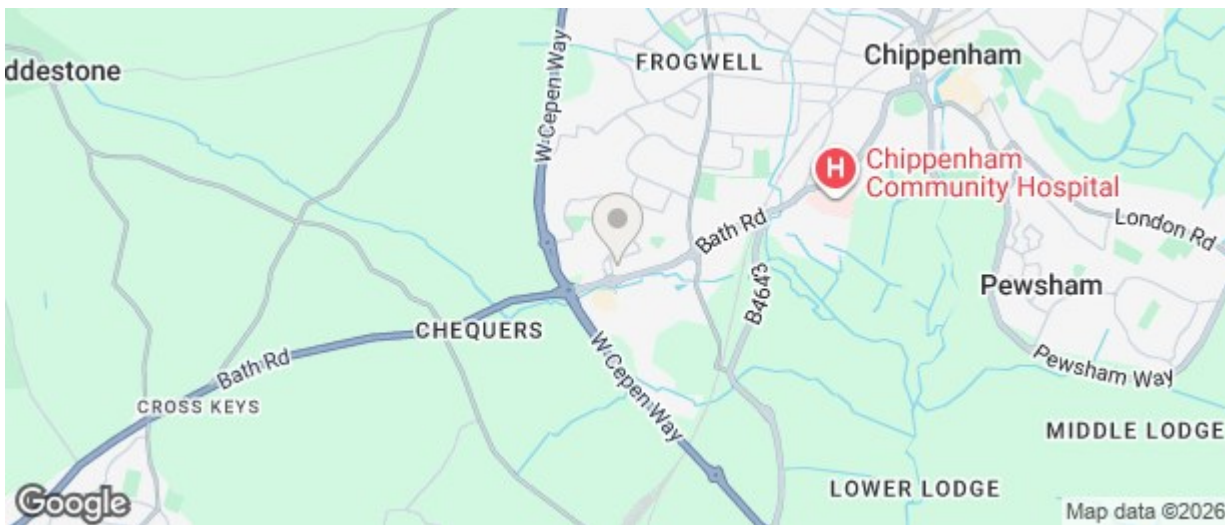 Chippenham
FROGWELL
ddestone
W Cepen Way
W Cepen Way
H
Chippenham
Community Hospital
London Rd
Bath Rd
B4643
Pewsham
CHEQUERS
Bath Rd
Pewsham Way
CROSS KEYS
MIDDLE LODGE
LOWER LODGE
Google
Map data ©2026